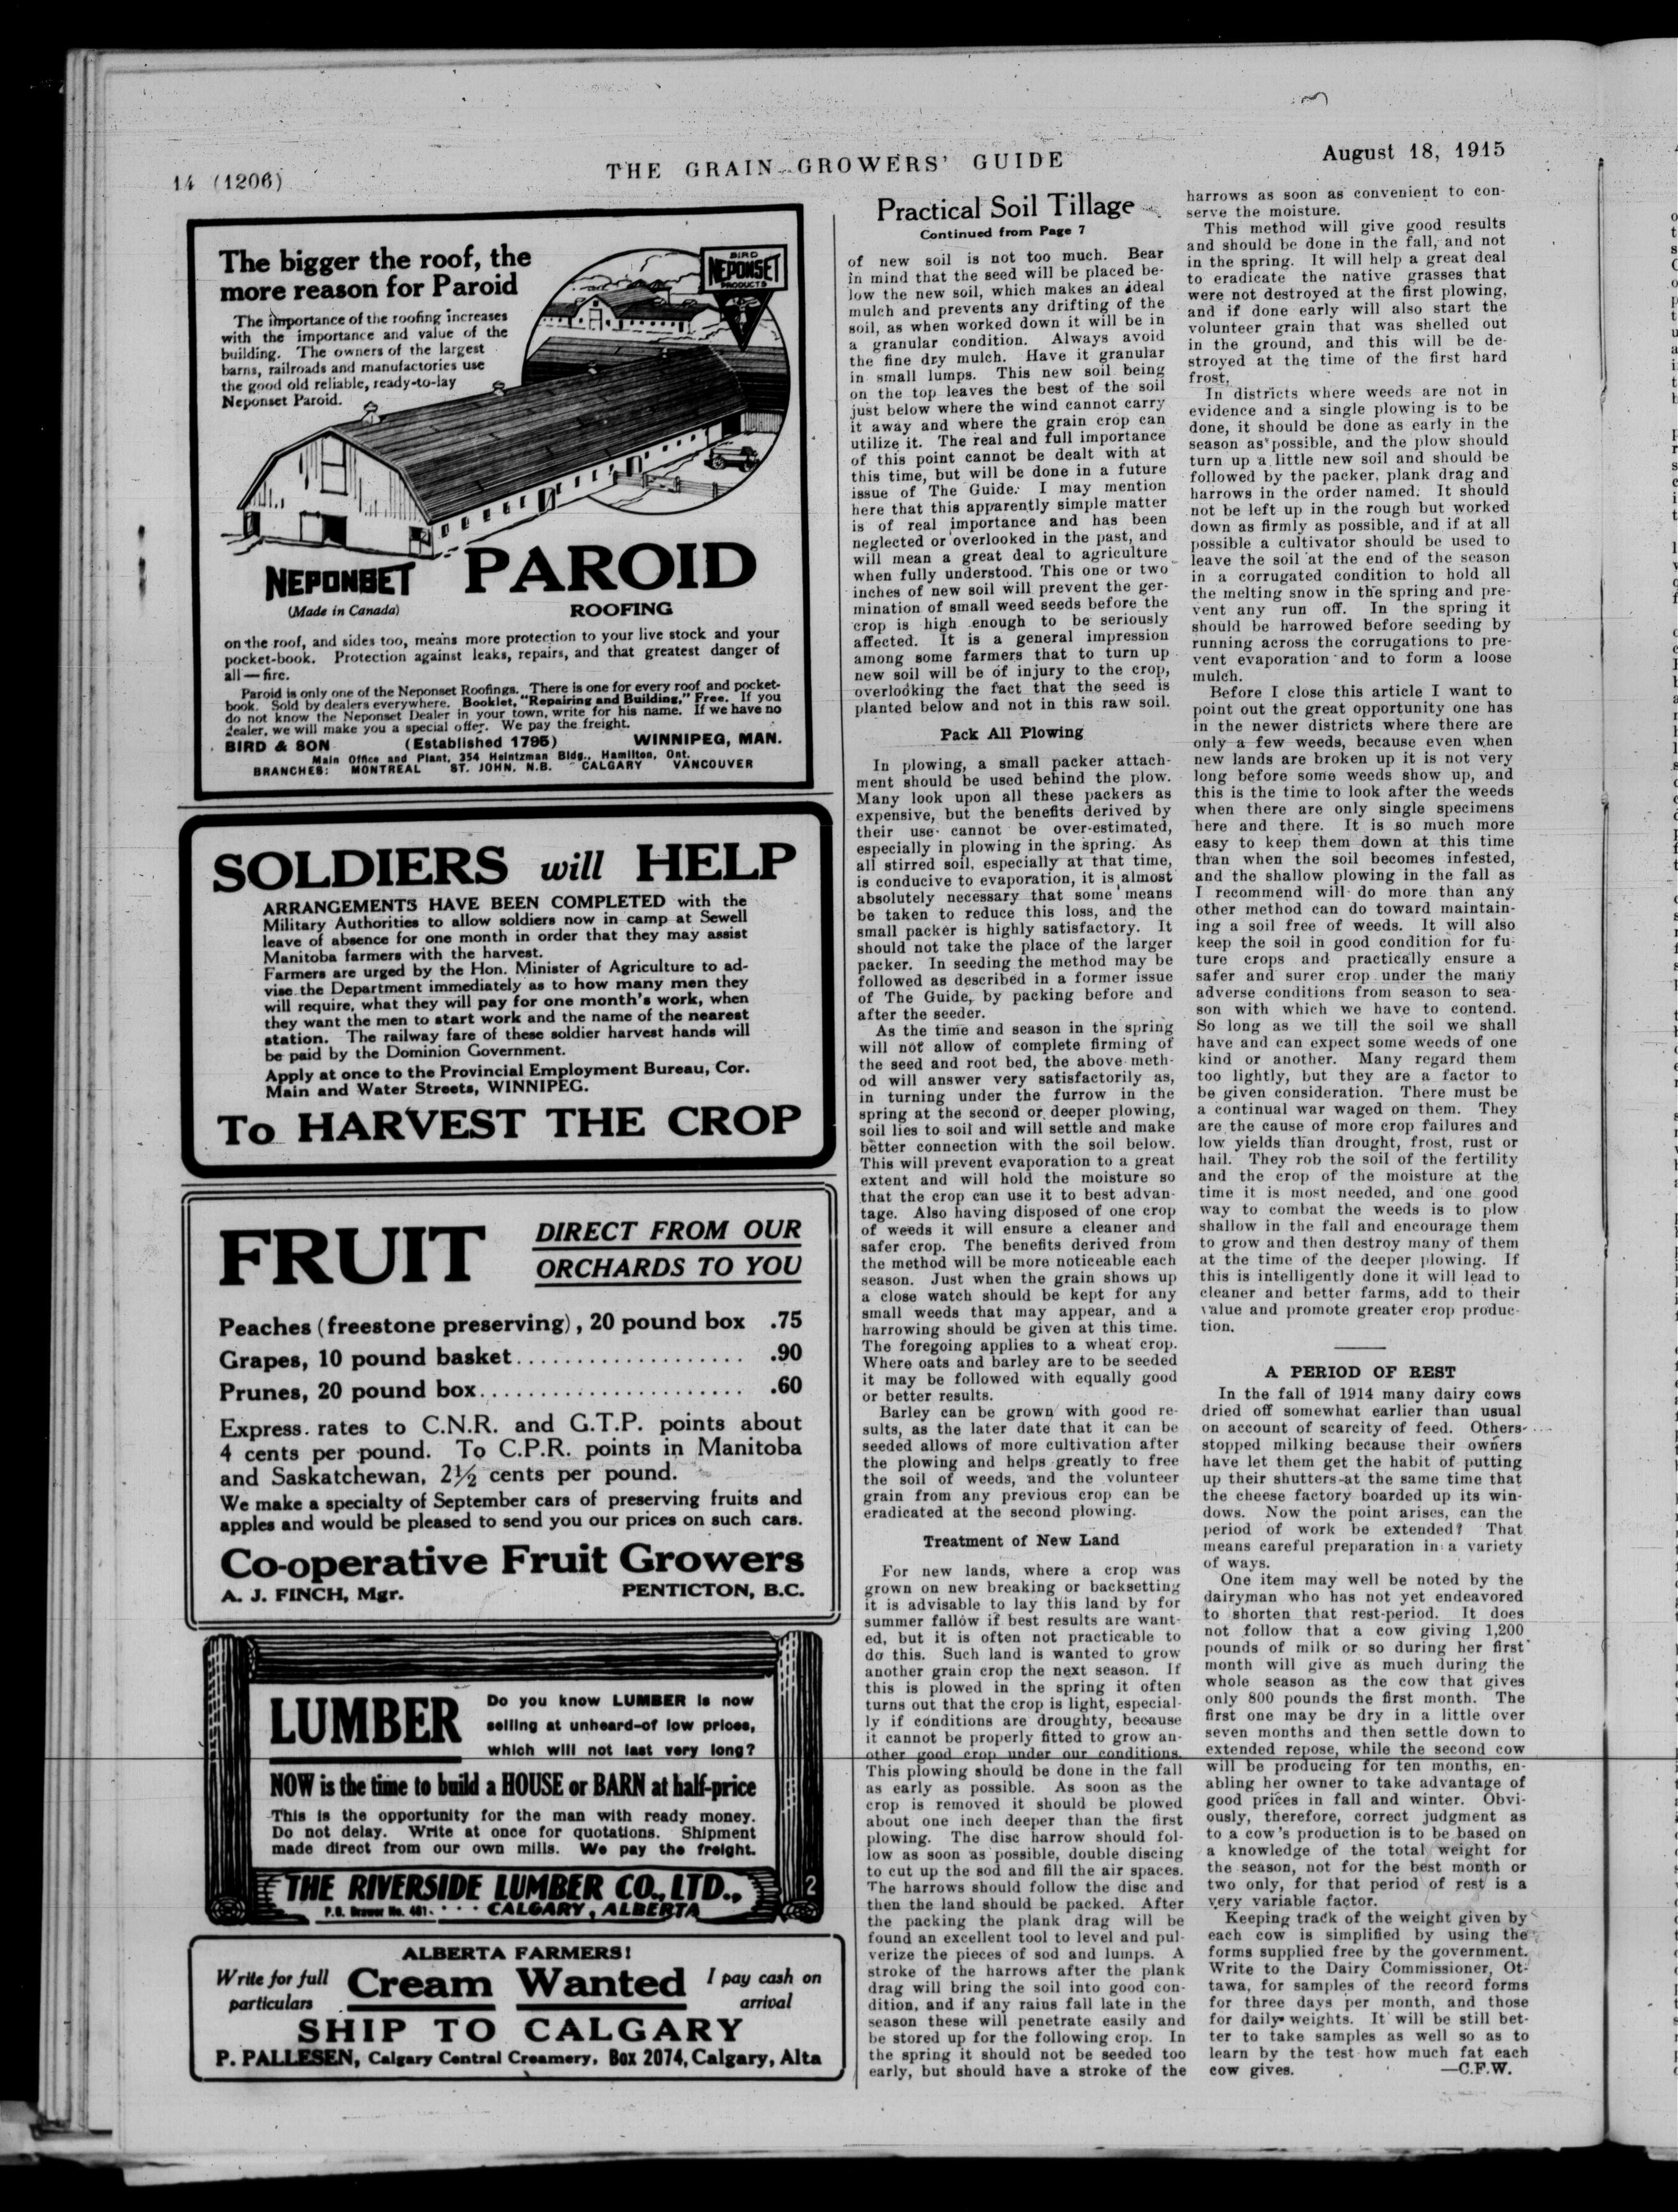 14 (1206)
THE GRAIN GROWERS' GUIDE
August 18, 1915
The bigger the roof, the
more reason for Paroid
The importance of the roofing increases
with the importance and value of the
building. The owners of the largest
barns, railroads and manufactories use
the good old reliable, ready-to-lay
Neponset Paroid.
BIRD
NEPONSET
PRODUCTS
NEPONSET PAROID
(Made in Canada) ROOFING
on the roof, and sides too, means more protection to your live stock and your
pocket-book. Protection against leaks, repairs, and that greatest danger of
all — fire.
Paroid is only one of the Neponset Roofings. There is one for every roof and pocket-
book. Sold by dealers everywhere. Booklet, "Repairing and Building," Free. If you
do not know the Neponset Dealer in your town, write for his name. If we have no
dealer, we will make you a special offer. We pay the freight.
BIRD & SON (Established 1795) WINNIPEG, MAN.
Main Office and Plant, 254 Heintzman Bldg., Hamilton, Ont.
BRANCHES: MONTREAL ST. JOHN, N.B. CALGARY VANCOUVER
SOLDIERS will HELP
ARRANGEMENTS HAVE BEEN COMPLETED with the
Military Authorities to allow soldiers now in camp at Sewell
leave of absence for one month in order that they may assist
Manitoba farmers with the harvest.
Farmers are urged by the Hon. Minister of Agriculture to ad-
vise the Department immediately as to how many men they
will require, what they will pay for one month's work, when
they want the men to start work and the name of the nearest
station. The railway fare of these soldier harvest hands will
be paid by the Dominion Government.
Apply at once to the Provincial Employment Bureau, Cor.
Main and Water Streets, WINNIPEG.
To HARVEST THE CROP
FRUIT
DIRECT FROM OUR
ORCHARDS TO YOU
Peaches (freestone preserving), 20 pound box .75
Grapes, 10 pound basket.................... .90
Prunes, 20 pound box....................... .60
Express rates to C.N.R. and G.T.P. points about
4 cents per pound. To C.P.R. points in Manitoba
and Saskatchewan, 2½ cents per pound.
We make a specialty of September cars of preserving fruits and
apples and would be pleased to send you our prices on such cars.
Co-operative Fruit Growers
A. J. FINCH, Mgr. PENTICTON, B.C.
LUMBER
Do you know LUMBER is now
selling at unheard-of low prices,
which will not last very long?
NOW is the time to build a HOUSE or BARN at half-price
This is the opportunity for the man with ready money.
Do not delay. Write at once for quotations. Shipment
made direct from our own mills. We pay the freight.
THE RIVERSIDE LUMBER CO., LTD.,
P.O. Drawer No. 461. · · · CALGARY, ALBERTA
2
ALBERTA FARMERS!
Write for full
particulars
Cream Wanted
I pay cash on
arrival
SHIP TO CALGARY
P. PALLESEN, Calgary Central Creamery, Box 2074, Calgary, Alta
Practical Soil Tillage
Continued from Page 7
of new soil is not too much. Bear
in mind that the seed will be placed be-
low the new soil, which makes an ideal
mulch and prevents any drifting of the
soil, as when worked down it will be in
a granular condition. Always avoid
the fine dry mulch. Have it granular
in small lumps. This new soil being
on the top leaves the best of the soil
just below where the wind cannot carry
it away and where the grain crop can
utilize it. The real and full importance
of this point cannot be dealt with at
this time, but will be done in a future
issue of The Guide. I may mention
here that this apparently simple matter
is of real importance and has been
neglected or overlooked in the past, and
will mean a great deal to agriculture
when fully understood. This one or two
inches of new soil will prevent the ger-
mination of small weed seeds before the
crop is high enough to be seriously
affected. It is a general impression
among some farmers that to turn up
new soil will be of injury to the crop,
overlooking the fact that the seed is
planted below and not in this raw soil.
Pack All Plowing
In plowing, a small packer attach-
ment should be used behind the plow.
Many look upon all these packers as
expensive, but the benefits derived by
their use cannot be over-estimated,
especially in plowing in the spring. As
all stirred soil, especially at that time,
is conducive to evaporation, it is almost
absolutely necessary that some means
be taken to reduce this loss, and the
small packer is highly satisfactory. It
should not take the place of the larger
packer. In seeding the method may be
followed as described in a former issue
of The Guide, by packing before and
after the seeder.
As the time and season in the spring
will not allow of complete firming of
the seed and root bed, the above meth-
od will answer very satisfactorily as,
in turning under the furrow in the
spring at the second or deeper plowing,
soil lies to soil and will settle and make
better connection with the soil below.
This will prevent evaporation to a great
extent and will hold the moisture so
that the crop can use it to best advan-
tage. Also having disposed of one crop
of weeds it will ensure a cleaner and
safer crop. The benefits derived from
the method will be more noticeable each
season. Just when the grain shows up
a close watch should be kept for any
small weeds that may appear, and a
harrowing should be given at this time.
The foregoing applies to a wheat crop.
Where oats and barley are to be seeded
it may be followed with equally good
or better results.
Barley can be grown with good re-
sults, as the later date that it can be
seeded allows of more cultivation after
the plowing and helps greatly to free
the soil of weeds, and the volunteer
grain from any previous crop can be
eradicated at the second plowing.
Treatment of New Land
For new lands, where a crop was
grown on new breaking or backsetting
it is advisable to lay this land by for
summer fallow if best results are want-
ed, but it is often not practicable to
do this. Such land is wanted to grow
another grain crop the next season. If
this is plowed in the spring it often
turns out that the crop is light, especial-
ly if conditions are droughty, because
it cannot be properly fitted to grow an-
other good crop under our conditions.
This plowing should be done in the fall
as early as possible. As soon as the
crop is removed it should be plowed
about one inch deeper than the first
plowing. The disc harrow should fol-
low as soon as possible, double discing
to cut up the sod and fill the air spaces.
The harrows should follow the disc and
then the land should be packed. After
the packing the plank drag will be
found an excellent tool to level and pul-
verize the pieces of sod and lumps. A
stroke of the harrows after the plank
drag will bring the soil into good con-
dition, and if any rains fall late in the
season these will penetrate easily and
be stored up for the following crop. In
the spring it should not be seeded too
early, but should have a stroke of the
harrows as soon as convenient to con-
serve the moisture.
This method will give good results
and should be done in the fall, and not
in the spring. It will help a great deal
to eradicate the native grasses that
were not destroyed at the first plowing,
and if done early will also start the
volunteer grain that was shelled out
in the ground, and this will be de-
stroyed at the time of the first hard
frost.
In districts where weeds are not in
evidence and a single plowing is to be
done, it should be done as early in the
season as possible, and the plow should
turn up a little new soil and should be
followed by the packer, plank drag and
harrows in the order named. It should
not be left up in the rough but worked
down as firmly as possible, and if at all
possible a cultivator should be used to
leave the soil at the end of the season
in a corrugated condition to hold all
the melting snow in the spring and pre-
vent any run off. In the spring it
should be harrowed before seeding by
running across the corrugations to pre-
vent evaporation and to form a loose
mulch.
Before I close this article I want to
point out the great opportunity one has
in the newer districts where there are
only a few weeds, because even when
new lands are broken up it is not very
long before some weeds show up, and
this is the time to look after the weeds
when there are only single specimens
here and there. It is so much more
easy to keep them down at this time
than when the soil becomes infested,
and the shallow plowing in the fall as
I recommend will do more than any
other method can do toward maintain-
ing a soil free of weeds. It will also
keep the soil in good condition for fu-
ture crops and practically ensure a
safer and surer crop under the many
adverse conditions from season to sea-
son with which we have to contend.
So long as we till the soil we shall
have and can expect some weeds of one
kind or another. Many regard them
too lightly, but they are a factor to
be given consideration. There must be
a continual war waged on them. They
are the cause of more crop failures and
low yields than drought, frost, rust or
hail. They rob the soil of the fertility
and the crop of the moisture at the
time it is most needed, and one good
way to combat the weeds is to plow
shallow in the fall and encourage them
to grow and then destroy many of them
at the time of the deeper plowing. If
this is intelligently done it will lead to
cleaner and better farms, add to their
value and promote greater crop produc-
tion.
A PERIOD OF REST
In the fall of 1914 many dairy cows
dried off somewhat earlier than usual
on account of scarcity of feed. Others
stopped milking because their owners
have let them get the habit of putting
up their shutters at the same time that
the cheese factory boarded up its win-
dows. Now the point arises, can the
period of work be extended? That
means careful preparation in a variety
of ways.
One item may well be noted by the
dairyman who has not yet endeavored
to shorten that rest-period. It does
not follow that a cow giving 1,200
pounds of milk or so during her first
month will give as much during the
whole season as the cow that gives
only 800 pounds the first month. The
first one may be dry in a little over
seven months and then settle down to
extended repose, while the second cow
will be producing for ten months, en-
abling her owner to take advantage of
good prices in fall and winter. Obvi-
ously, therefore, correct judgment as
to a cow's production is to be based on
a knowledge of the total weight for
the season, not for the best month or
two only, for that period of rest is a
very variable factor.
Keeping track of the weight given by
each cow is simplified by using the
forms supplied free by the government.
Write to the Dairy Commissioner, Ot-
tawa, for samples of the record forms
for three days per month, and those
for daily weights. It will be still bet-
ter to take samples as well so as to
learn by the test how much fat each
cow gives. —C.F.W.